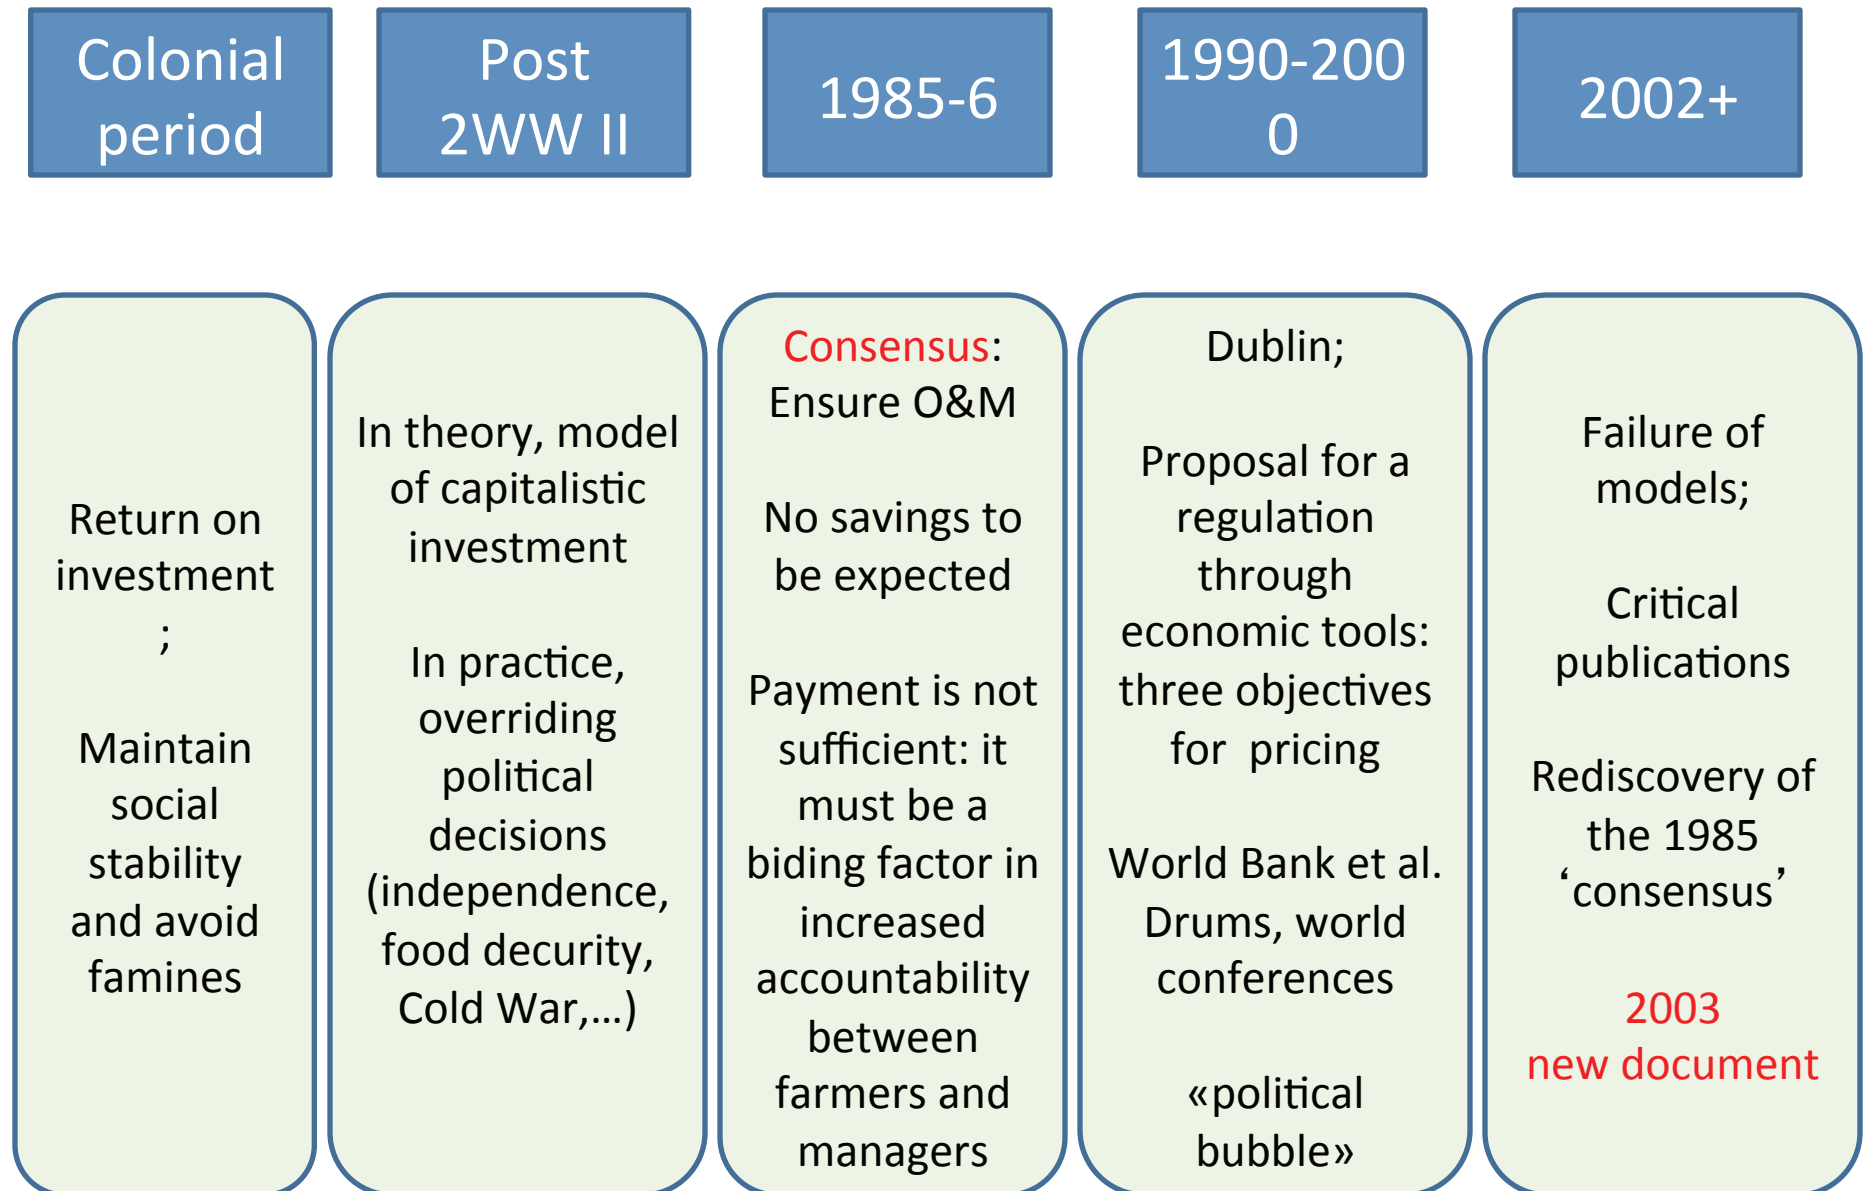 Colonial
period
Post
2WW II
1985-6
1990-200
0
2002+
Return on
investment
;
Maintain
social
stability
and avoid
famines
In theory, model
of capitalistic
investment
In practice,
overriding
political
decisions
(independence,
food decurity,
Cold War,...)
Consensus:
Ensure O&M
No savings to
be expected
Payment is not
sufficient: it
must be a
biding factor in
increased
accountability
between
farmers and
managers
Dublin;
Proposal for a
regulation
through
economic tools:
three objectives
for pricing
World Bank et al.
Drums, world
conferences
«political
bubble»
Failure of
models;
Critical
publications
Rediscovery of
the 1985
‘consensus’
2003
new document